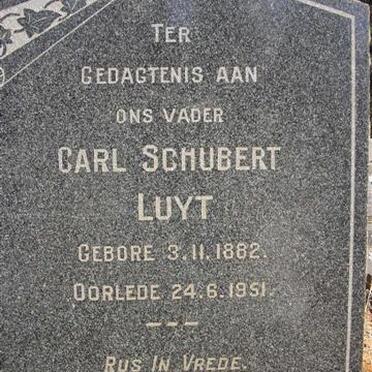 TER
GEDAGTENIS AAN
ONS VADER
CARL SCHUBERT
LUYT
GEBORE 3.11.1882.
OORLEDE 24.6.1951.
RUS IN VREDE.